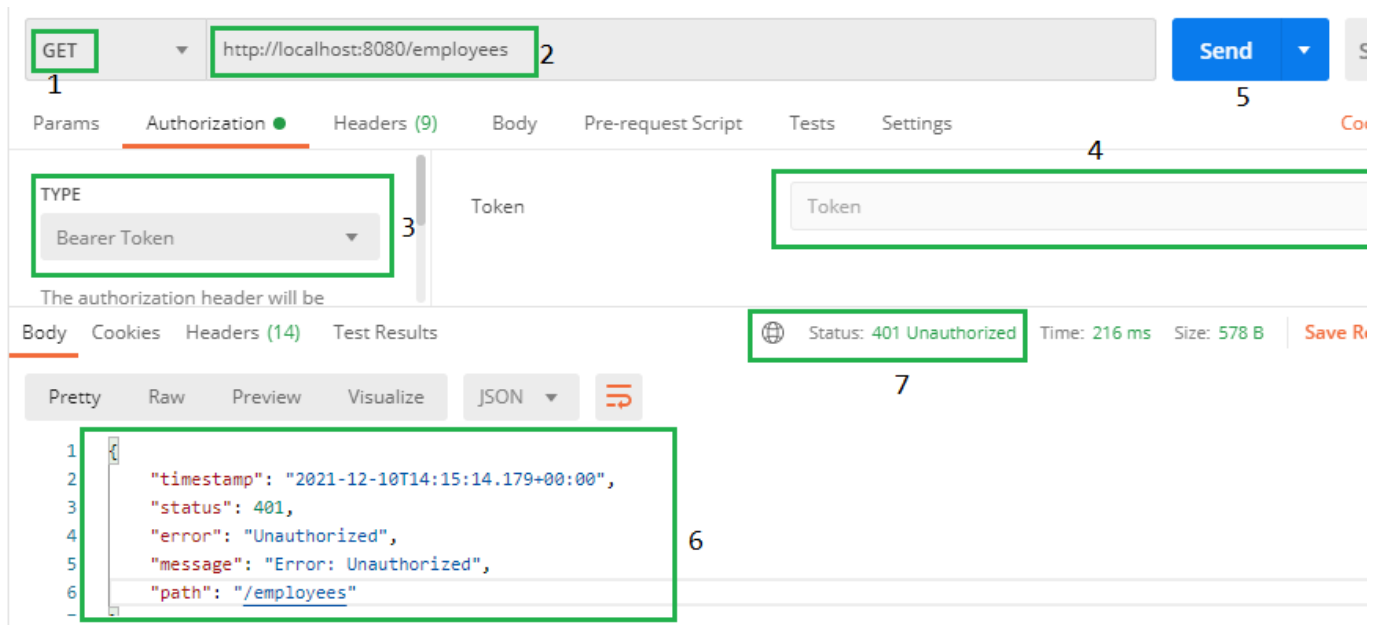 GET http://localhost:8080/employees 2 Send S
1 5
Params Authorization Headers (9) Body Pre-request Script Tests Settings Coo
4
TYPE
Token Token
Bearer Token 3
The authorization header will be
Body Cookies Headers (14) Test Results Status: 401 Unauthorized Time: 216 ms Size: 578 B Save Re
7
Pretty Raw Preview Visualize JSON
1 {
2 "timestamp": "2021-12-10T14:15:14.179+00:00",
3 "status": 401,
4 "error": "Unauthorized", 6
5 "message": "Error: Unauthorized",
6 "path": "/employees"